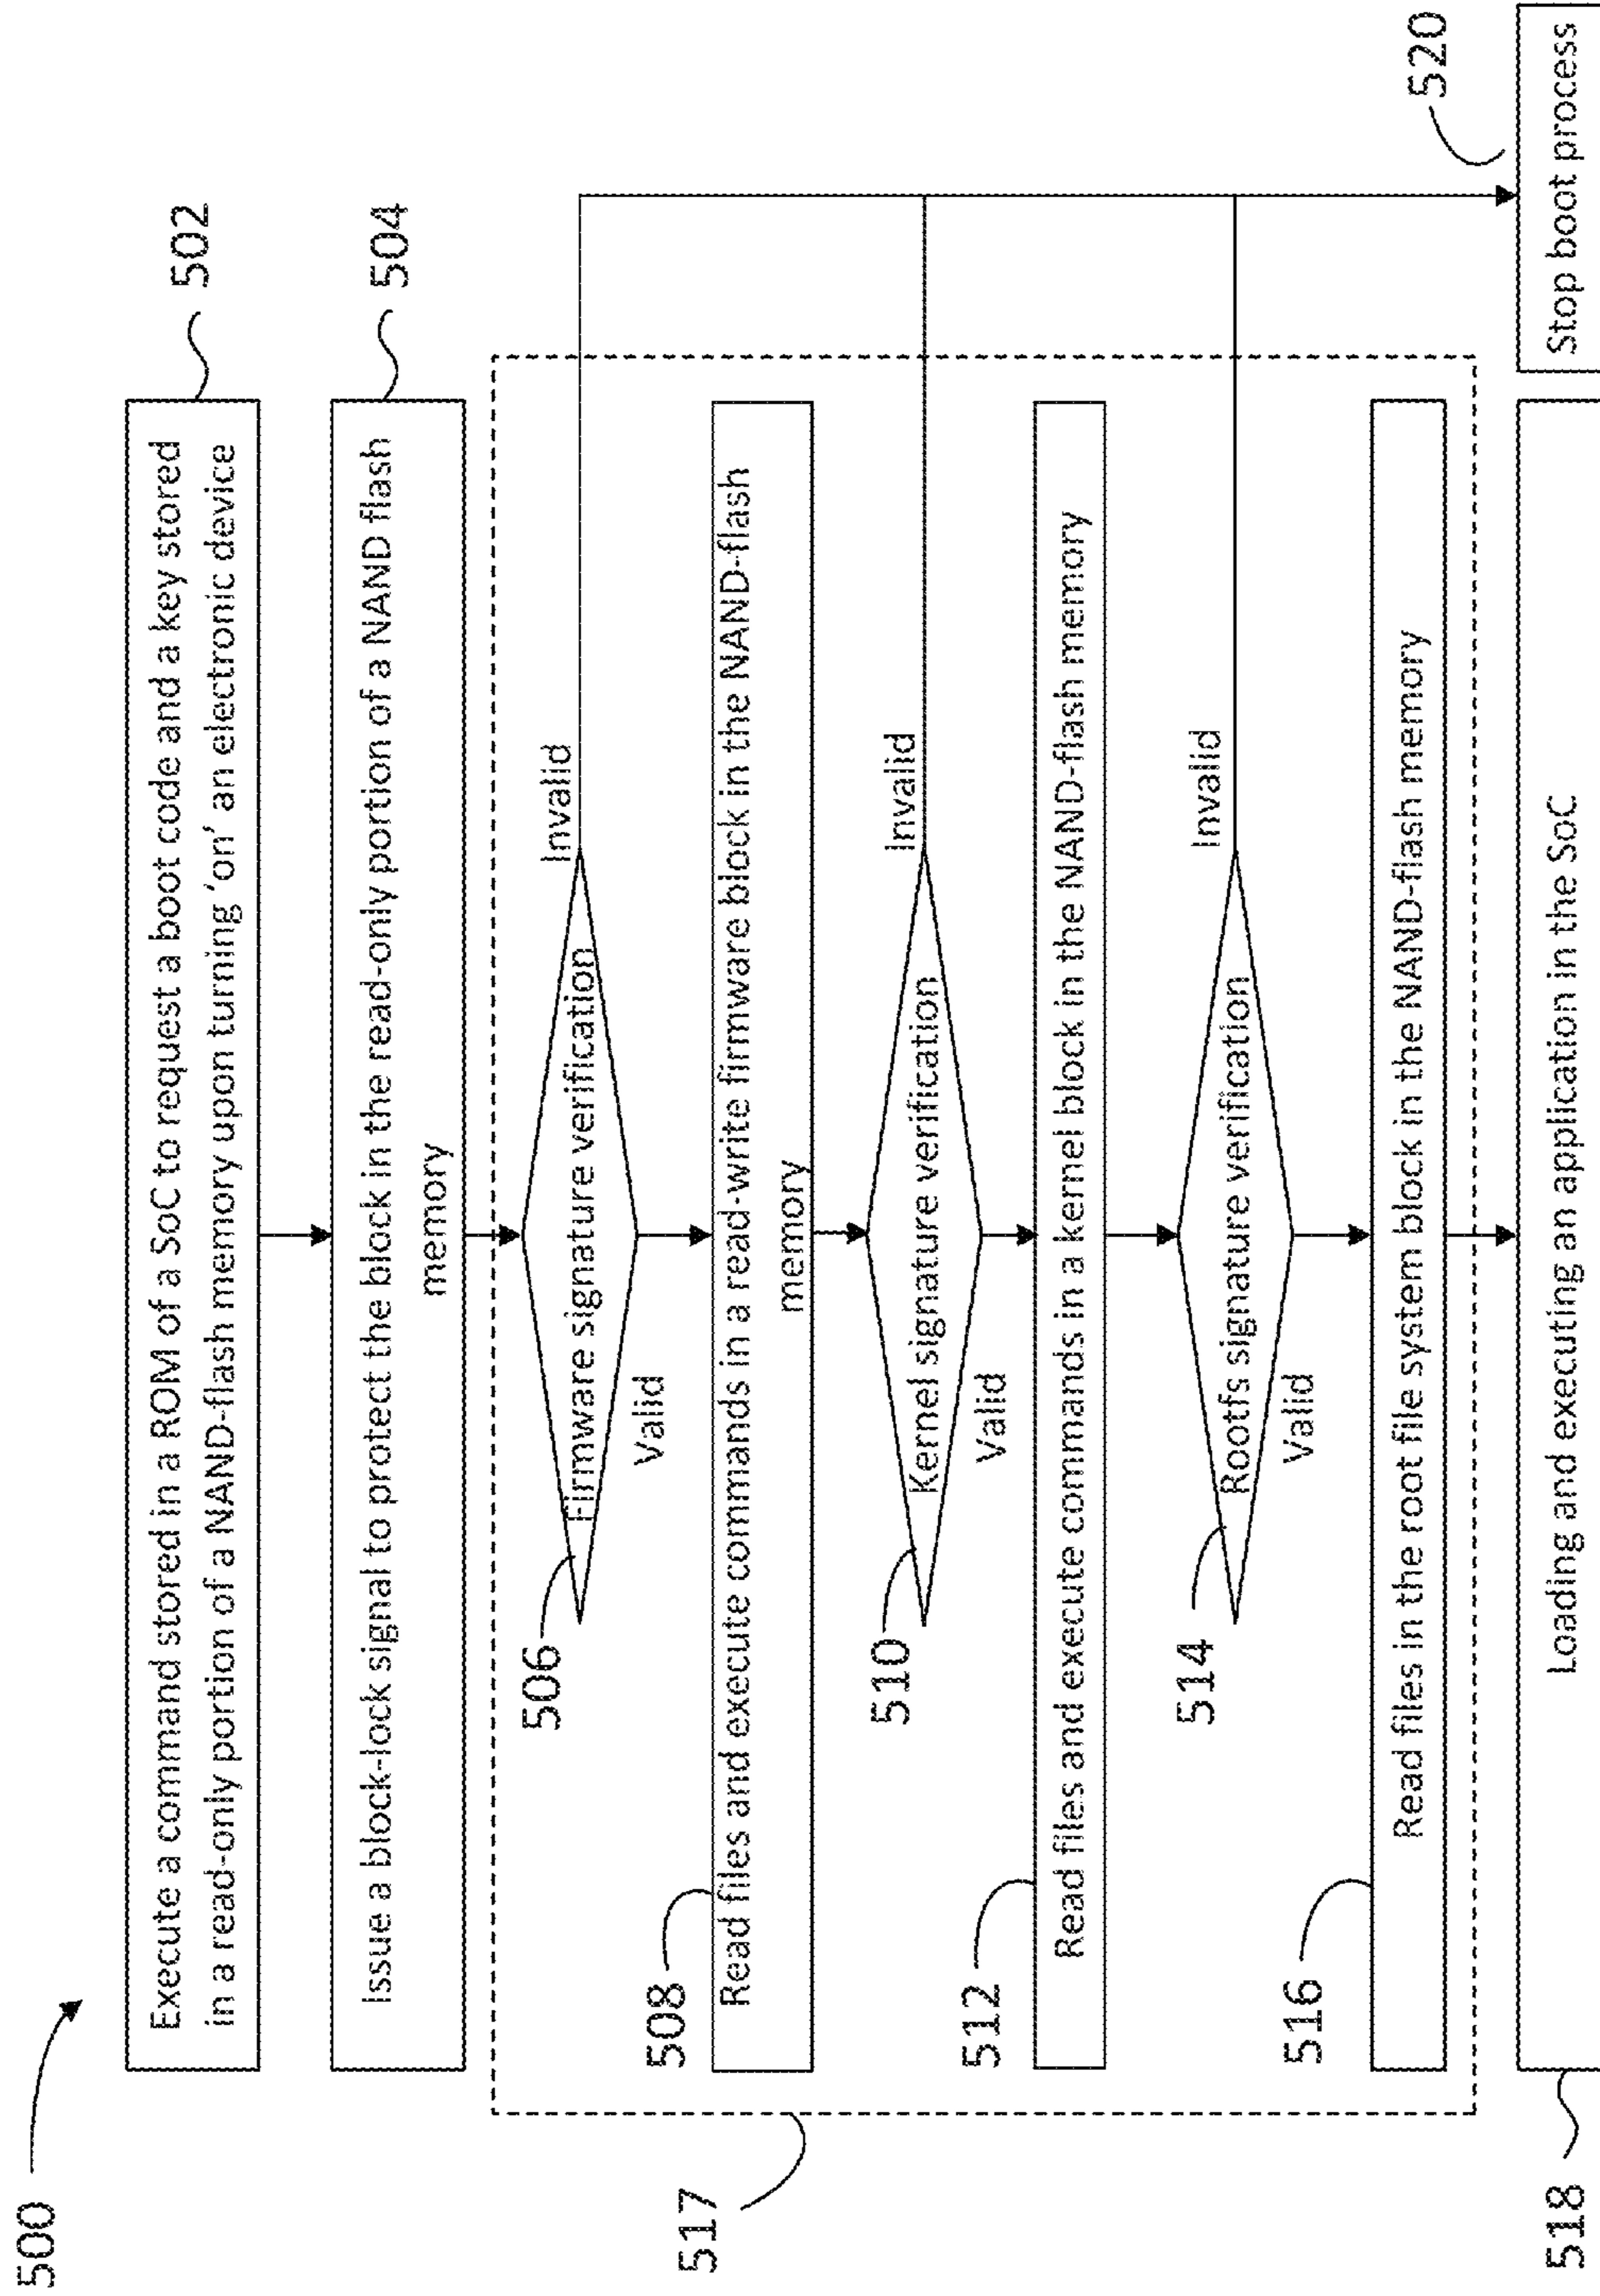 500
Execute a command stored in a ROM of a SoC to request a boot code and a key stored
in a read-only portion of a NAND-flash memory upon turning 'on' an electronic device
502
Issue a block-lock signal to protect the block in the read-only portion of a NAND flash
memory
504
506
Firmware signature verification
Invalid
Valid
508
Read files and execute commands in a read-write firmware block in the NAND-flash
memory
517
510
Kernel signature verification
Invalid
Valid
512
Read files and execute commands in a kernel block in the NAND-flash memory
514
Rootfs signature verification
Invalid
Valid
516
Read files in the root file system block in the NAND-flash memory
520
518
Loading and executing an application in the SoC
Stop boot process